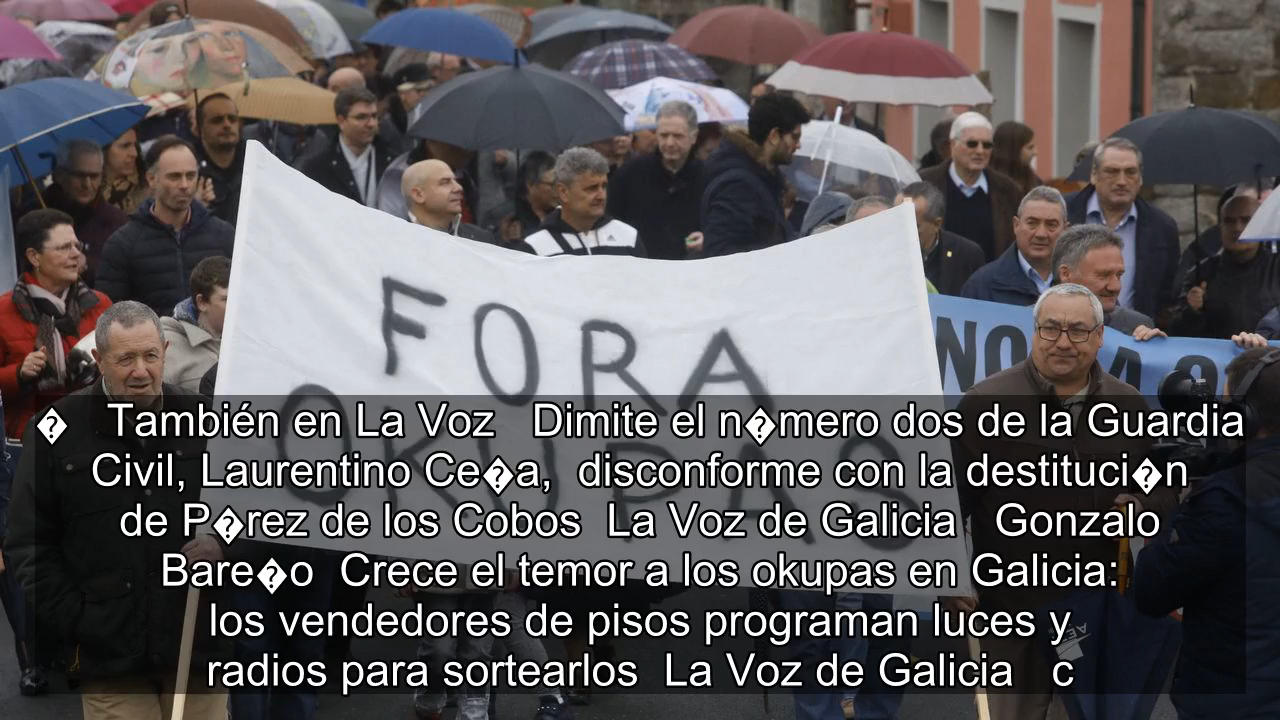 FORA
OKUPAS
NON A O
� También en La Voz Dimite el n�mero dos de la Guardia
Civil, Laurentino Ce�a, disconforme con la destituci�n
de P�rez de los Cobos La Voz de Galicia Gonzalo
Bare�o Crece el temor a los okupas en Galicia:
los vendedores de pisos programan luces y
radios para sortearlos La Voz de Galicia c